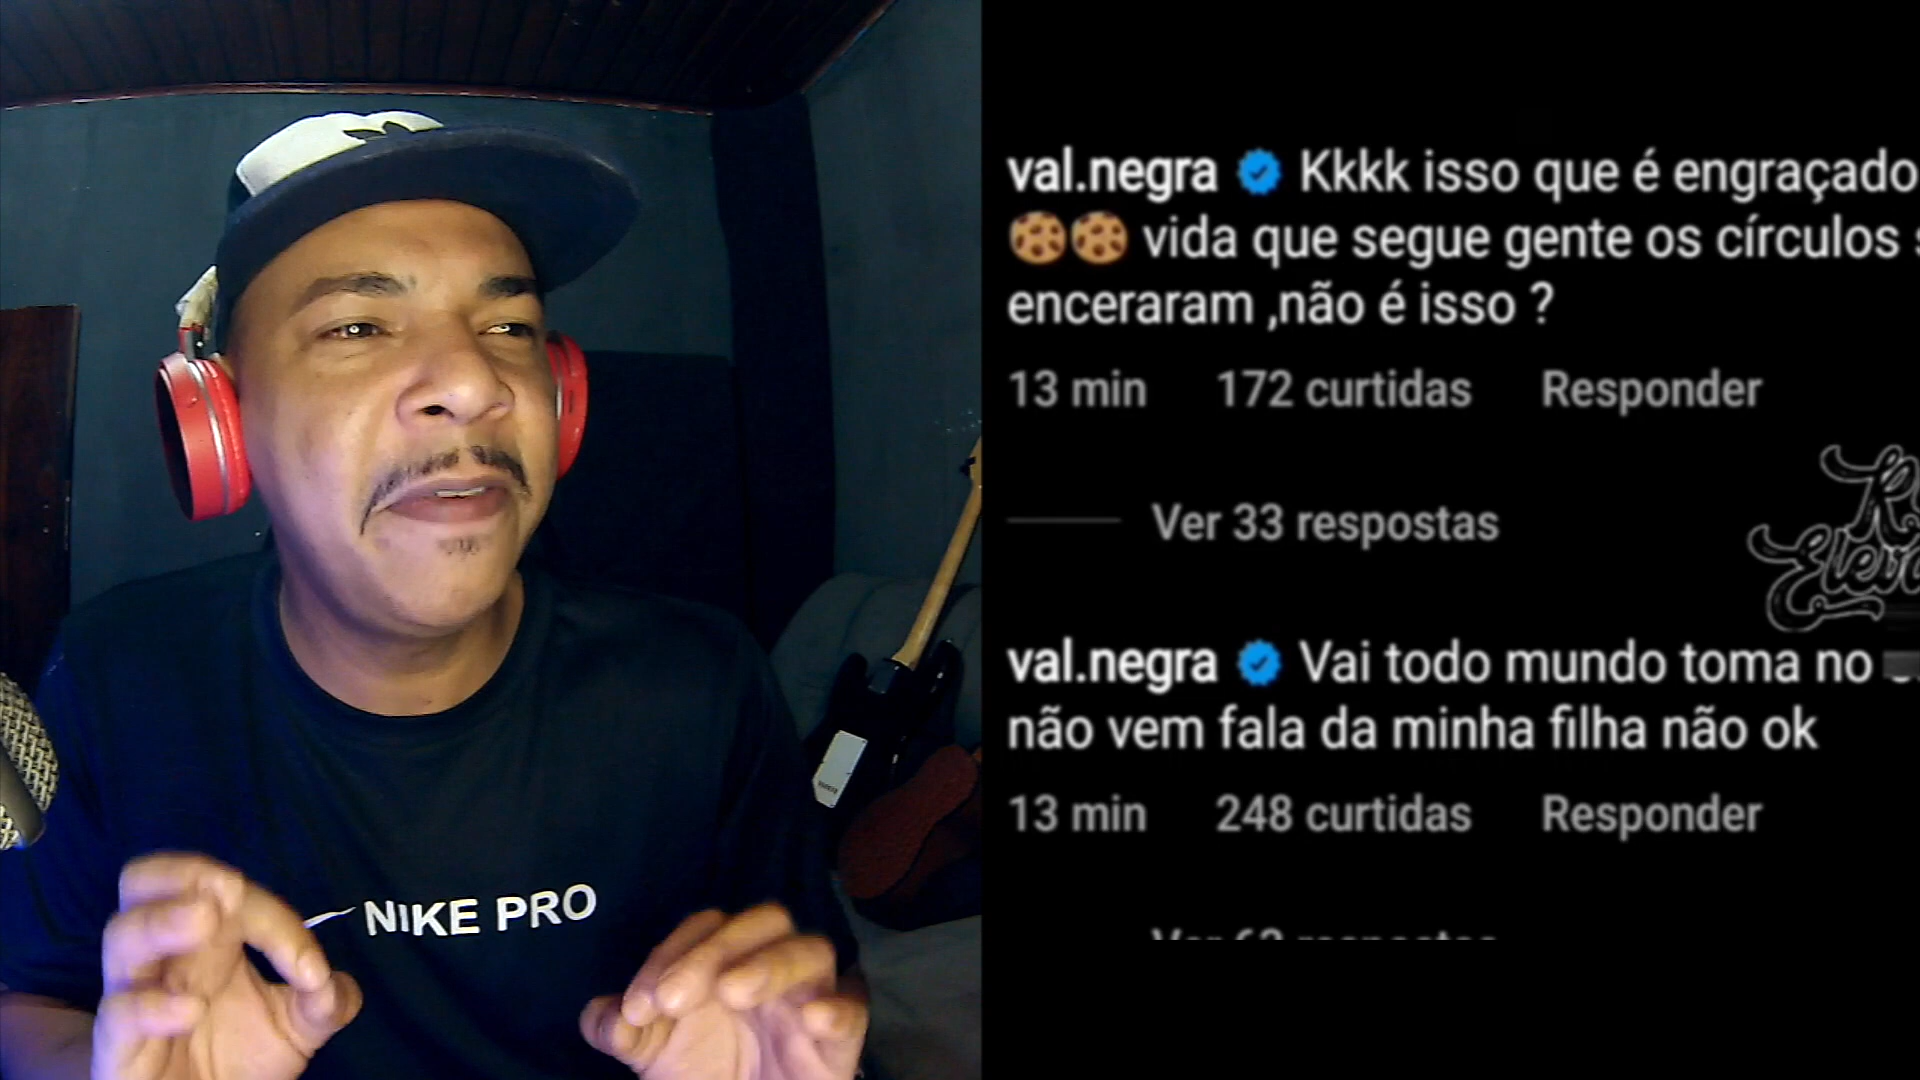 val.negra Kkkk isso que é engraçado
🍪🍪 vida que segue gente os círculos
enceraram ,não é isso ?
13 min 172 curtidas Responder
Ver 33 respostas
val.negra Vai todo mundo toma no
não vem fala da minha filha não ok
13 min 248 curtidas Responder
NIKE PRO